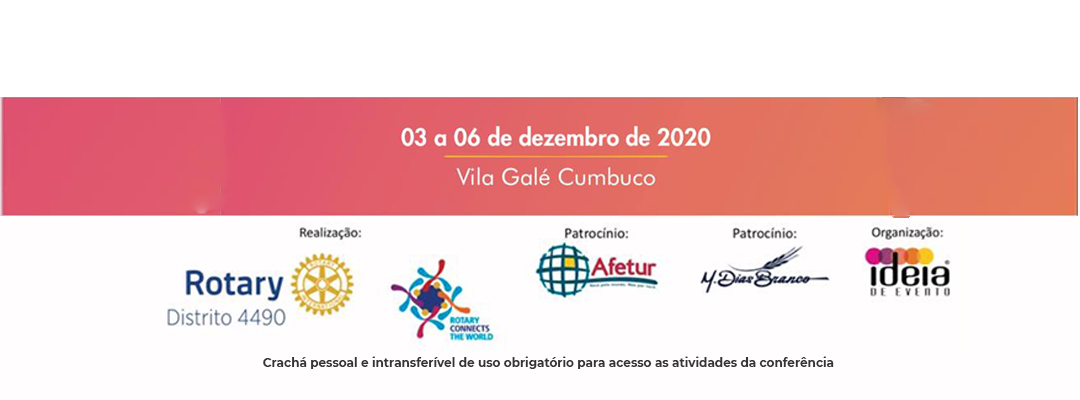 03 a 06 de dezembro de 2020
Vila Galé Cumbuco
Realização:
Patrocínio:
Patrocínio:
Organização:
Rotary
Distrito 4490
ROTARY
CONNECTS
THE WORLD
Afetur
M. Dias Branco
ideia
DE EVENTO
Crachá pessoal e intransferível de uso obrigatório para acesso as atividades da conferência